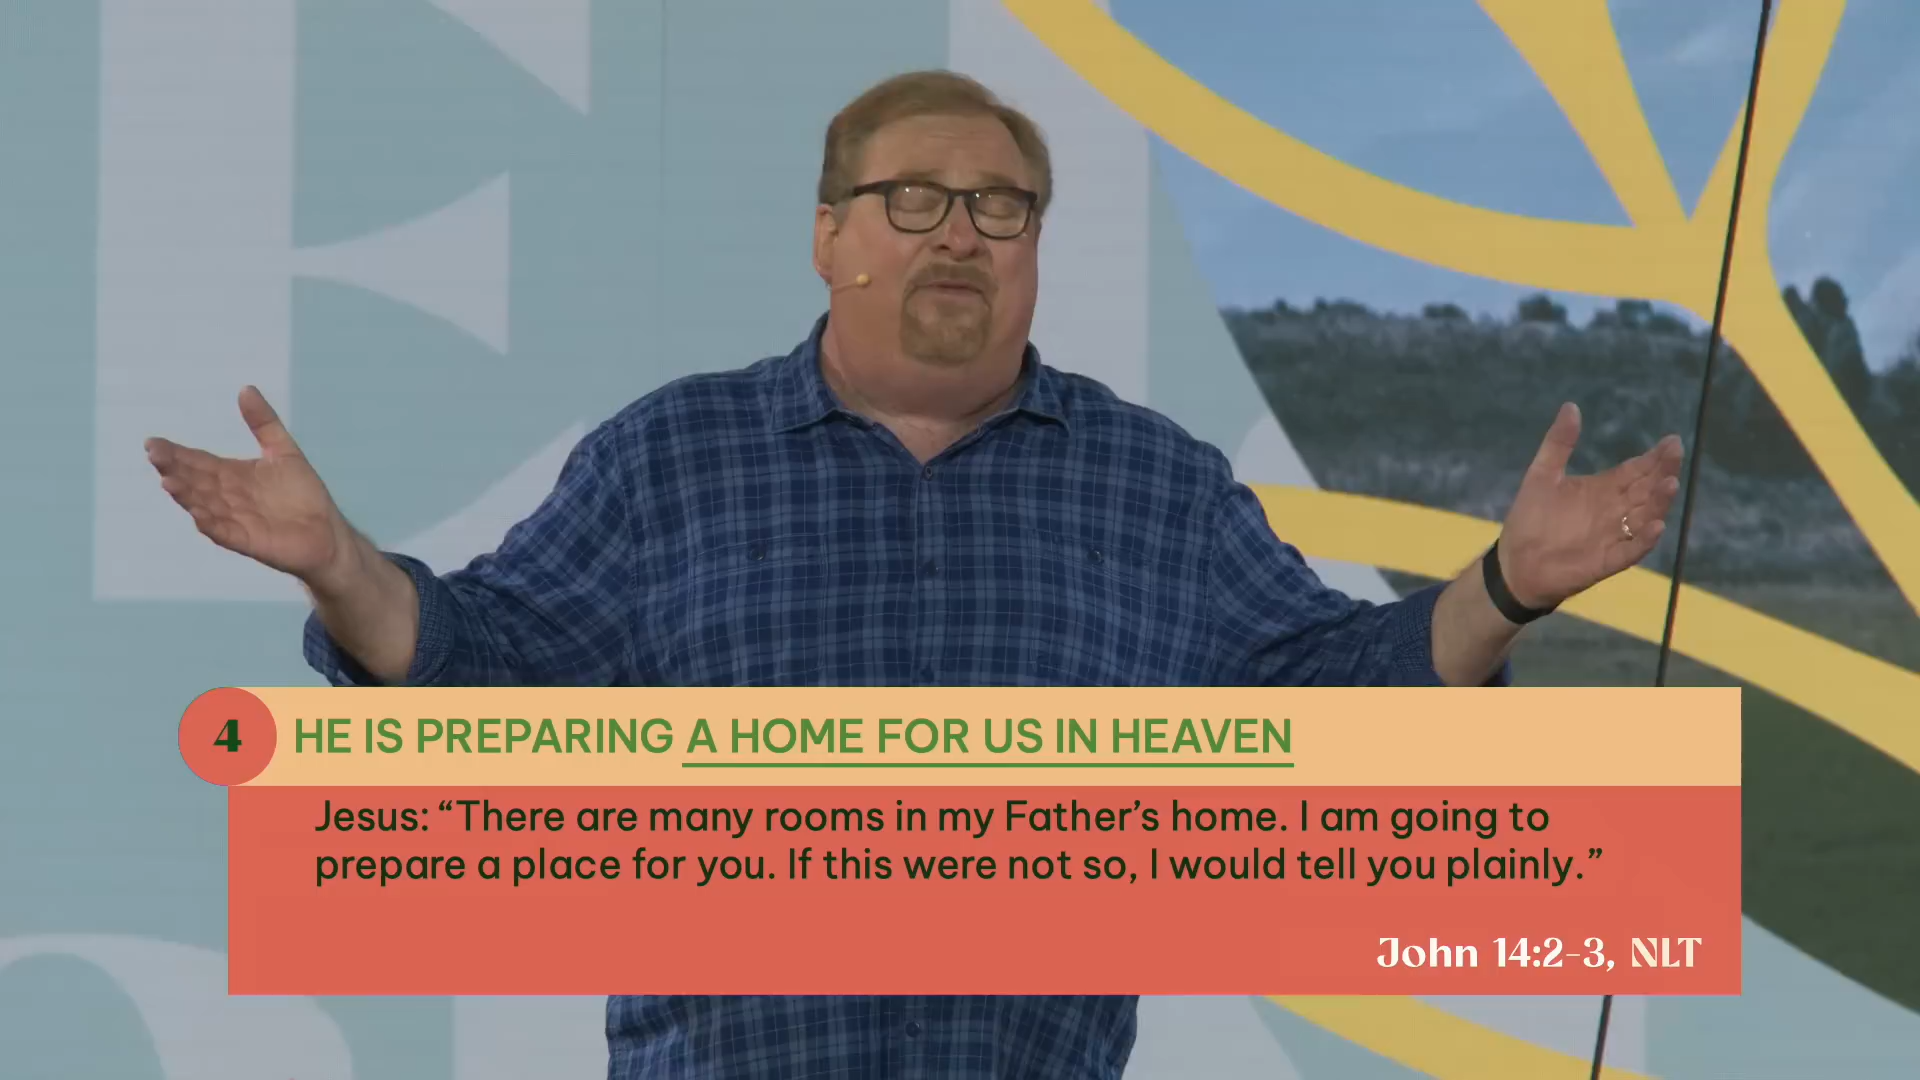 4
HE IS PREPARING A HOME FOR US IN HEAVEN
Jesus: “There are many rooms in my Father’s home. I am going to
prepare a place for you. If this were not so, I would tell you plainly.”
John 14:2-3, NLT